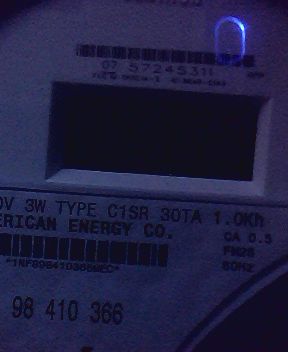 07 57245311
0V 3W TYPE C1SR 30TA 1.0Kh
ERICAN ENERGY CO.
CA 0.5
FM2S
60HZ
98 410 366